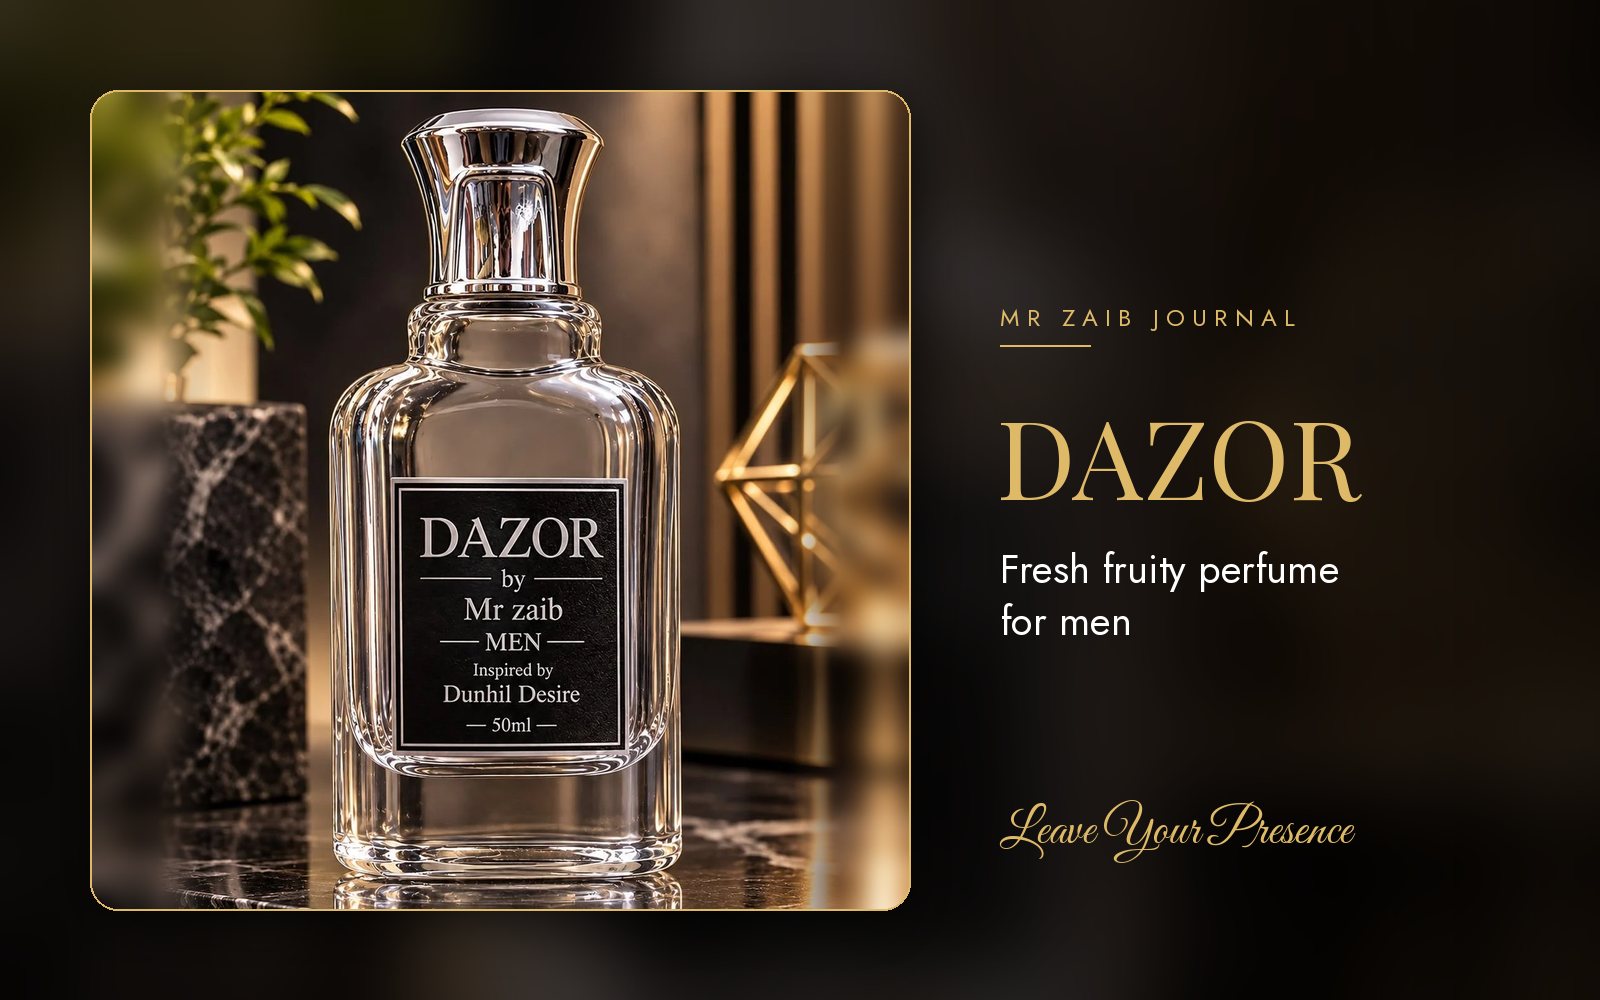 DAZOR
by
Mr zaib
MEN
Inspired by
Dunhil Desire
50ml
MR ZAIB JOURNAL
DAZOR
Fresh fruity perfume
for men
Leave Your Presence